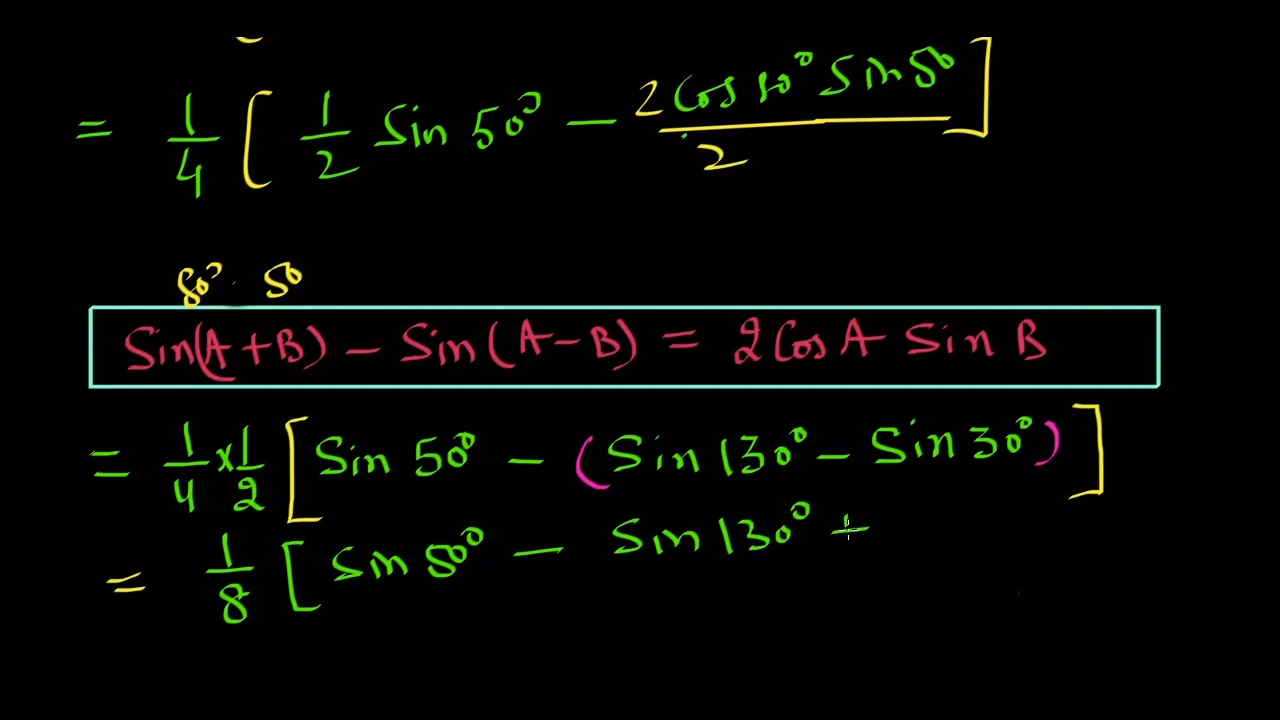 = 1/4 [ 1/2 Sin 50° − 2 Cos 80° Sin 50 / 2 ]
80° 50
Sin(A+B) − Sin(A−B) = 2 Cos A Sin B
= 1/4 × 1/2 [ Sin 50° − (Sin 130° − Sin 30°) ]
= 1/8 [ Sin 50° − Sin 130° +